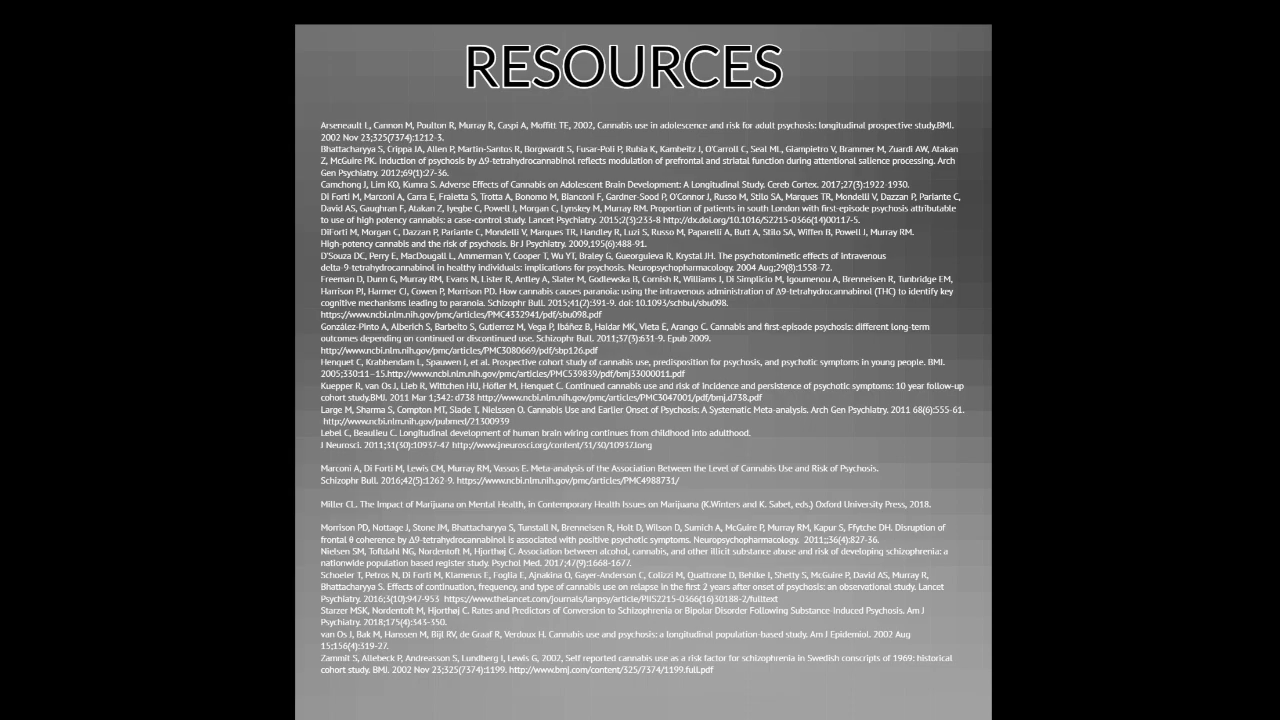 RESOURCES
Arseneault L, Cannon M, Poulton R, Murray R, Caspi A, Moffitt TE, 2002, Cannabis use in adolescence and risk for adult psychosis: longitudinal prospective study.BMJ.
2002 Nov 23;325(7374):1212-3.
Bhattacharyya S, Crippa JA, Allen P, Martin-Santos R, Borgwardt S, Fusar-Poli P, Rubia K, Kambeitz J, O'Carroll C, Seal ML, Giampietro V, Brammer M, Zuardi AW, Atakan
Z, McGuire PK. Induction of psychosis by Δ9-tetrahydrocannabinol reflects modulation of prefrontal and striatal function during attentional salience processing. Arch
Gen Psychiatry. 2012;69(1):27-36.
Camchong J, Lim KO, Kumra S. Adverse Effects of Cannabis on Adolescent Brain Development: A Longitudinal Study. Cereb Cortex. 2017;27(3):1922-1930.
Di Forti M, Marconi A, Carra E, Fraietta S, Trotta A, Bonomo M, Bianconi F, Gardner-Sood P, O'Connor J, Russo M, Stilo SA, Marques TR, Mondelli V, Dazzan P, Pariante C,
David AS, Gaughran F, Atakan Z, Iyegbe C, Powell J, Morgan C, Lynskey M, Murray RM. Proportion of patients in south London with first-episode psychosis attributable
to use of high potency cannabis: a case-control study. Lancet Psychiatry. 2015;2(3):233-8 http://dx.doi.org/10.1016/S2215-0366(14)00117-5.
DiForti M, Morgan C, Dazzan P, Pariante C, Mondelli V, Marques TR, Handley R, Luzi S, Russo M, Paparelli A, Butt A, Stilo SA, Wiffen B, Powell J, Murray RM.
High-potency cannabis and the risk of psychosis. Br J Psychiatry. 2009,195(6):488-91.
D'Souza DC, Perry E, MacDougall L, Ammerman Y, Cooper T, Wu YT, Braley G, Gueorguieva R, Krystal JH. The psychotomimetic effects of intravenous
delta-9-tetrahydrocannabinol in healthy individuals: implications for psychosis. Neuropsychopharmacology. 2004 Aug;29(8):1558-72.
Freeman D, Dunn G, Murray RM, Evans N, Lister R, Antley A, Slater M, Godlewska B, Cornish R, Williams J, Di Simplicio M, Igoumenou A, Brenneisen R, Tunbridge EM,
Harrison PJ, Harmer CJ, Cowen P, Morrison PD. How cannabis causes paranoia: using the intravenous administration of Δ9-tetrahydrocannabinol (THC) to identify key
cognitive mechanisms leading to paranoia. Schizophr Bull. 2015;41(2):391-9. doi: 10.1093/schbul/sbu098.
https://www.ncbi.nlm.nih.gov/pmc/articles/PMC4332941/pdf/sbu098.pdf
González-Pinto A, Alberich S, Barbeito S, Gutierrez M, Vega P, Ibáñez B, Haidar MK, Vieta E, Arango C. Cannabis and first-episode psychosis: different long-term
outcomes depending on continued or discontinued use. Schizophr Bull. 2011;37(3):631-9. Epub 2009.
http://www.ncbi.nlm.nih.gov/pmc/articles/PMC3080669/pdf/sbp126.pdf
Henquet C, Krabbendam L, Spauwen J, et al. Prospective cohort study of cannabis use, predisposition for psychosis, and psychotic symptoms in young people. BMJ.
2005;330:11–15.http://www.ncbi.nlm.nih.gov/pmc/articles/PMC539839/pdf/bmj33000011.pdf
Kuepper R, van Os J, Lieb R, Wittchen HU, Höfler M, Henquet C. Continued cannabis use and risk of incidence and persistence of psychotic symptoms: 10 year follow-up
cohort study.BMJ. 2011 Mar 1;342: d738 http://www.ncbi.nlm.nih.gov/pmc/articles/PMC3047001/pdf/bmj.d738.pdf
Large M, Sharma S, Compton MT, Slade T, Nielssen O. Cannabis Use and Earlier Onset of Psychosis: A Systematic Meta-analysis. Arch Gen Psychiatry. 2011 68(6):555-61.
http://www.ncbi.nlm.nih.gov/pubmed/21300939
Lebel C, Beaulieu C. Longitudinal development of human brain wiring continues from childhood into adulthood.
J Neurosci. 2011;31(30):10937-47 http://www.jneurosci.org/content/31/30/10937.long
Marconi A, Di Forti M, Lewis CM, Murray RM, Vassos E. Meta-analysis of the Association Between the Level of Cannabis Use and Risk of Psychosis.
Schizophr Bull. 2016;42(5):1262-9. https://www.ncbi.nlm.nih.gov/pmc/articles/PMC4988731/
Miller CL. The Impact of Marijuana on Mental Health, in Contemporary Health Issues on Marijuana (K.Winters and K. Sabet, eds.) Oxford University Press, 2018.
Morrison PD, Nottage J, Stone JM, Bhattacharyya S, Tunstall N, Brenneisen R, Holt D, Wilson D, Sumich A, McGuire P, Murray RM, Kapur S, Ffytche DH. Disruption of
frontal θ coherence by Δ9-tetrahydrocannabinol is associated with positive psychotic symptoms. Neuropsychopharmacology. 2011;;36(4):827-36.
Nielsen SM, Toftdahl NG, Nordentoft M, Hjorthøj C. Association between alcohol, cannabis, and other illicit substance abuse and risk of developing schizophrenia: a
nationwide population based register study. Psychol Med. 2017;47(9):1668-1677.
Schoeler T, Petros N, Di Forti M, Klamerus E, Foglia E, Ajnakina O, Gayer-Anderson C, Colizzi M, Quattrone D, Behlke I, Shetty S, McGuire P, David AS, Murray R,
Bhattacharyya S. Effects of continuation, frequency, and type of cannabis use on relapse in the first 2 years after onset of psychosis: an observational study. Lancet
Psychiatry. 2016;3(10):947-953 https://www.thelancet.com/journals/lanpsy/article/PIIS2215-0366(16)30188-2/fulltext
Starzer MSK, Nordentoft M, Hjorthøj C. Rates and Predictors of Conversion to Schizophrenia or Bipolar Disorder Following Substance-Induced Psychosis. Am J
Psychiatry. 2018;175(4):343-350.
van Os J, Bak M, Hanssen M, Bijl RV, de Graaf R, Verdoux H. Cannabis use and psychosis: a longitudinal population-based study. Am J Epidemiol. 2002 Aug
15;156(4):319-27.
Zammit S, Allebeck P, Andreasson S, Lundberg I, Lewis G, 2002, Self reported cannabis use as a risk factor for schizophrenia in Swedish conscripts of 1969: historical
cohort study. BMJ. 2002 Nov 23;325(7374):1199. http://www.bmj.com/content/325/7374/1199.full.pdf